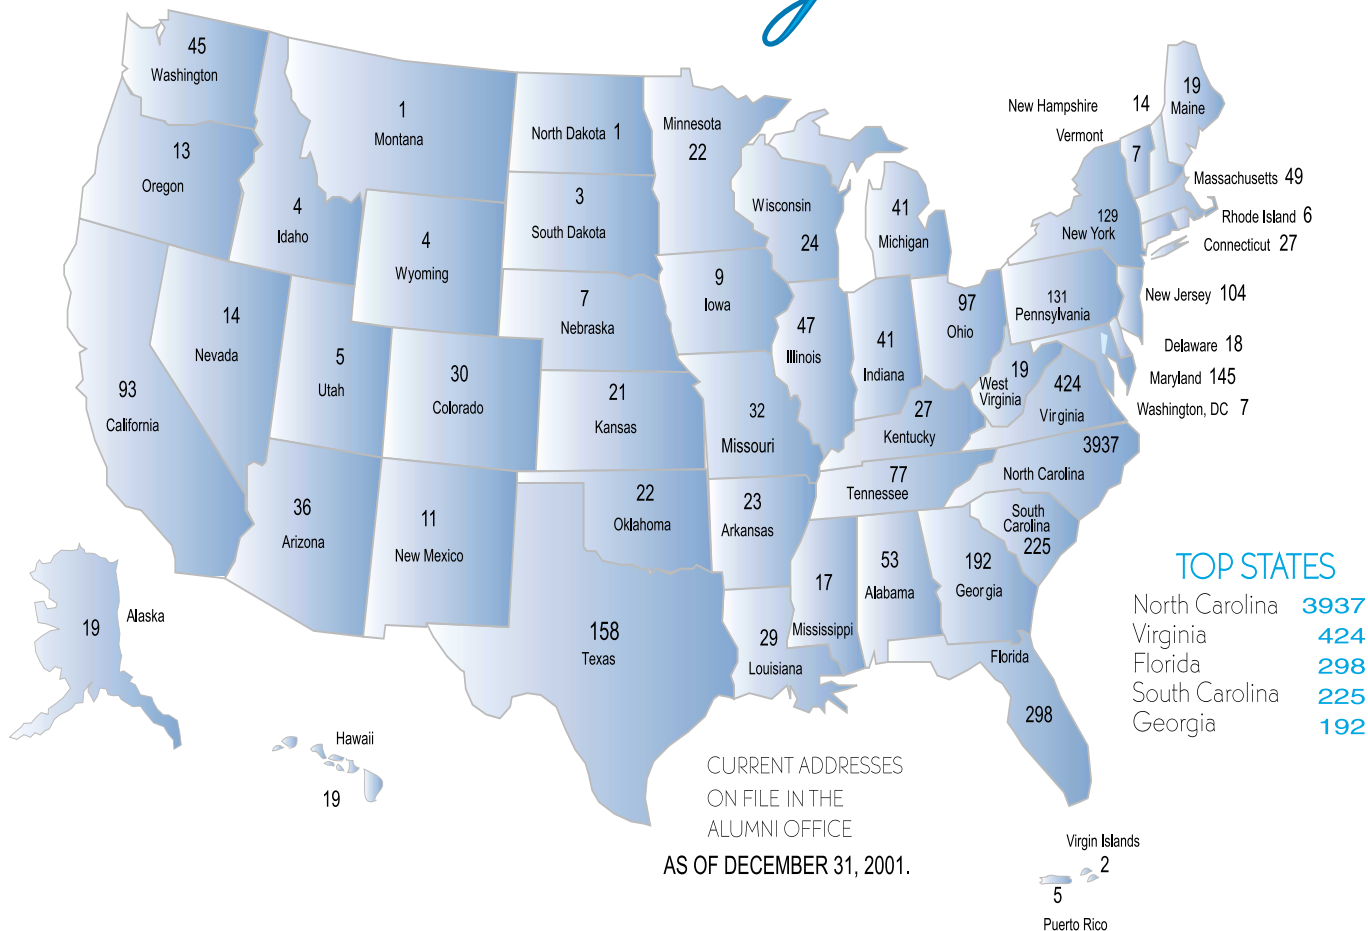 45
Washington
13
Oregon
1
Montana
4
Idaho
4
Wyoming
North Dakota 1
3
South Dakota
7
Nebraska
Minnesota
22
Wisconsin
24
41
Michigan
9
Iowa
14
Nevada
5
Utah
30
Colorado
21
Kansas
93
California
36
Arizona
11
New Mexico
22
Oklahoma
158
Texas
32
Missouri
23
Arkansas
29
Louisiana
47
Illinois
41
Indiana
97
Ohio
27
Kentucky
77
Tennessee
17
Mississippi
53
Alabama
192
Georgia
Florida
298
South
Carolina
225
3937
North Carolina
424
Virginia
19
West
Virginia
131
Pennsylvania
129
New York
New Hampshire 14
Vermont
7
19
Maine
Massachusetts 49
Rhode Island 6
Connecticut 27
New Jersey 104
Delaware 18
Maryland 145
Washington, DC 7
19
Alaska
Hawaii
19
Virgin Islands
2
5
Puerto Rico
TOP STATES
North Carolina 3937
Virginia 424
Florida 298
South Carolina 225
Georgia 192
CURRENT ADDRESSES
ON FILE IN THE
ALUMNI OFFICE
AS OF DECEMBER 31, 2001.